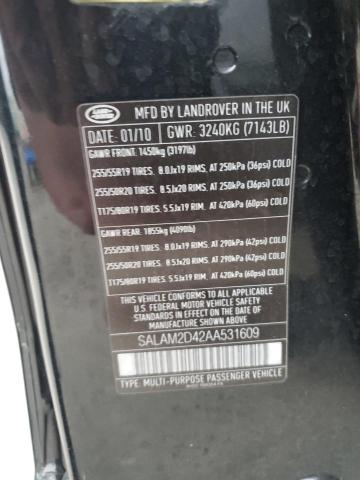 LAND ROVER
MFD BY LANDROVER IN THE UK
DATE: 01/10 GWR: 3240KG (7143LB)
GAWR FRONT: 1450kg (3197lb)
255/55R19 TIRES. 8.0Jx19 RIMS, AT 250kPa (36psi) COLD
255/50R20 TIRES. 8.5Jx20 RIMS, AT 250kPa (36psi) COLD
T175/80R19 TIRES. 5.5Jx19 RIM, AT 420kPa (60psi) COLD
GAWR REAR: 1855kg (4090lb)
255/55R19 TIRES. 8.0Jx19 RIMS, AT 290kPa (42psi) COLD
255/50R20 TIRES. 8.5Jx20 RIMS, AT 290kPa (42psi) COLD
T175/80R19 TIRES. 5.5Jx19 RIM, AT 420kPa (60psi) COLD
THIS VEHICLE CONFORMS TO ALL APPLICABLE
U.S. FEDERAL MOTOR VEHICLE SAFETY STANDARDS
IN EFFECT ON THE DATE OF MANUFACTURE SHOWN ABOVE.
SALAM2D42AA531609
TYPE: MULTI-PURPOSE PASSENGER VEHICLE